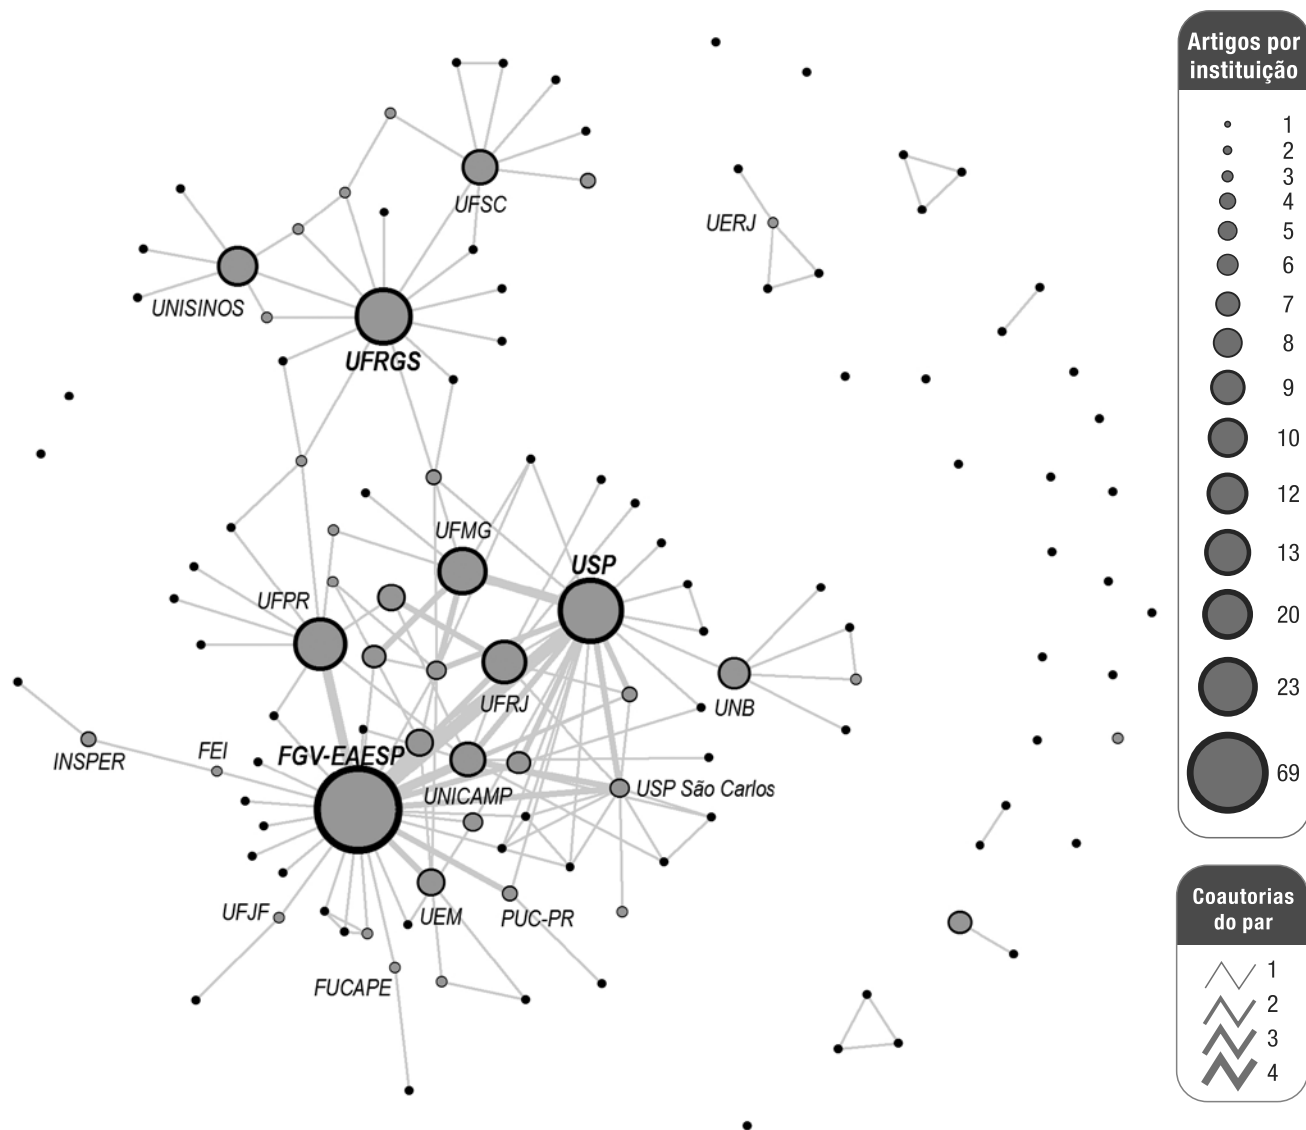 UFSC
UERJ
UNISINOS
UFRGS
UFMG
USP
UFPR
UFRJ
UNB
INSPER
FEI
FGV-EAESP
UNICAMP
USP São Carlos
UFJF
UEM
PUC-PR
FUCAPE
Artigos por
instituição
1
2
3
4
5
6
7
8
9
10
12
13
20
23
69
Coautorias
do par
1
2
3
4